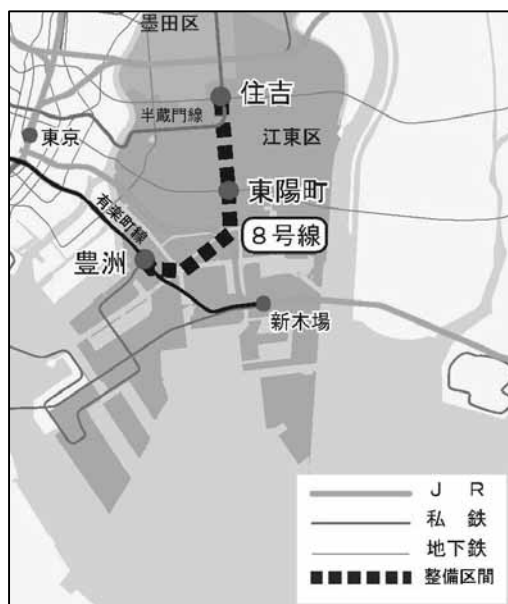 墨田区
住吉
半蔵門線
江東区
東京
東陽町
有楽町線
8号線
豊洲
新木場
J R
私 鉄
地下鉄
整備区間